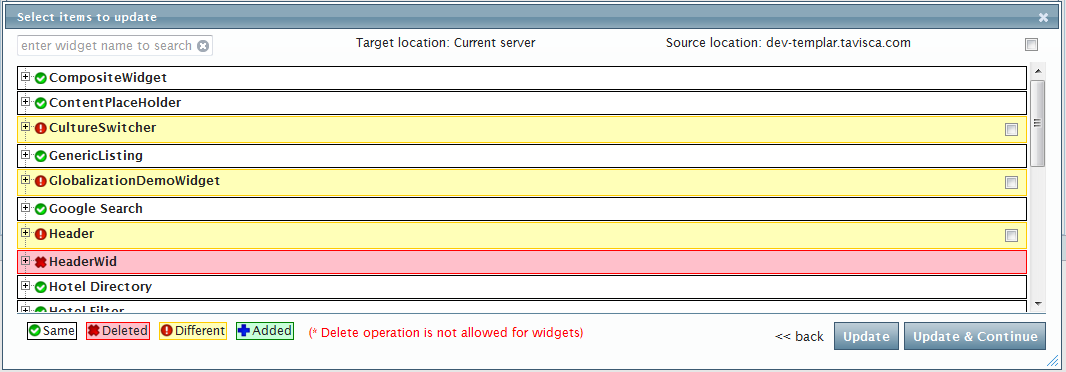 Select items to update
enter widget name to search Target location: Current server Source location: dev-templar.tavisca.com
CompositeWidget
ContentPlaceHolder
CultureSwitcher
GenericListing
GlobalizationDemoWidget
Google Search
Header
HeaderWid
Hotel Directory
Hotel Filter
Same Deleted Different Added (* Delete operation is not allowed for widgets)
<< back Update Update & Continue